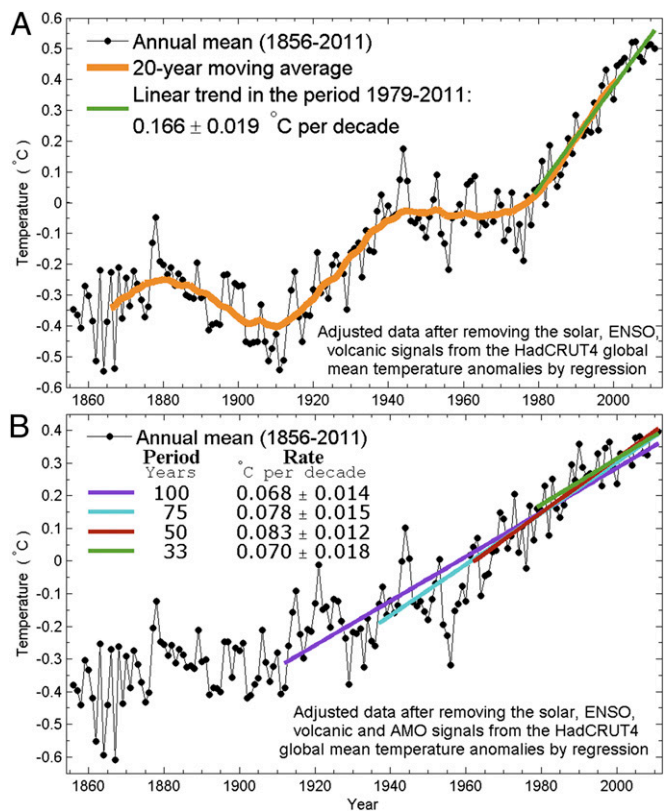 A
Annual mean (1856-2011)
20-year moving average
Linear trend in the period 1979-2011:
0.166 ± 0.019 °C per decade
Temperature (°C)
0.6
0.5
0.4
0.3
0.2
0.1
0
-0.1
-0.2
-0.3
-0.4
-0.5
0.6
Adjusted data after removing the solar, ENSO,
volcanic signals from the HadCRUT4 global
mean temperature anomalies by regression
1860 1880 1900 1920 1940 1960 1980 2000
B
Annual mean (1856-2011)
Period Rate
Years °C per decade
100 0.068 ± 0.014
75 0.078 ± 0.015
50 0.083 ± 0.012
33 0.070 ± 0.018
Temperature (°C)
0.4
0.3
0.2
0.1
0
-0.1
-0.2
-0.3
-0.4
-0.5
-0.6
Adjusted data after removing the solar, ENSO,
volcanic and AMO signals from the HadCRUT4
global mean temperature anomalies by regression
1860 1880 1900 1920 1940 1960 1980 2000
Year